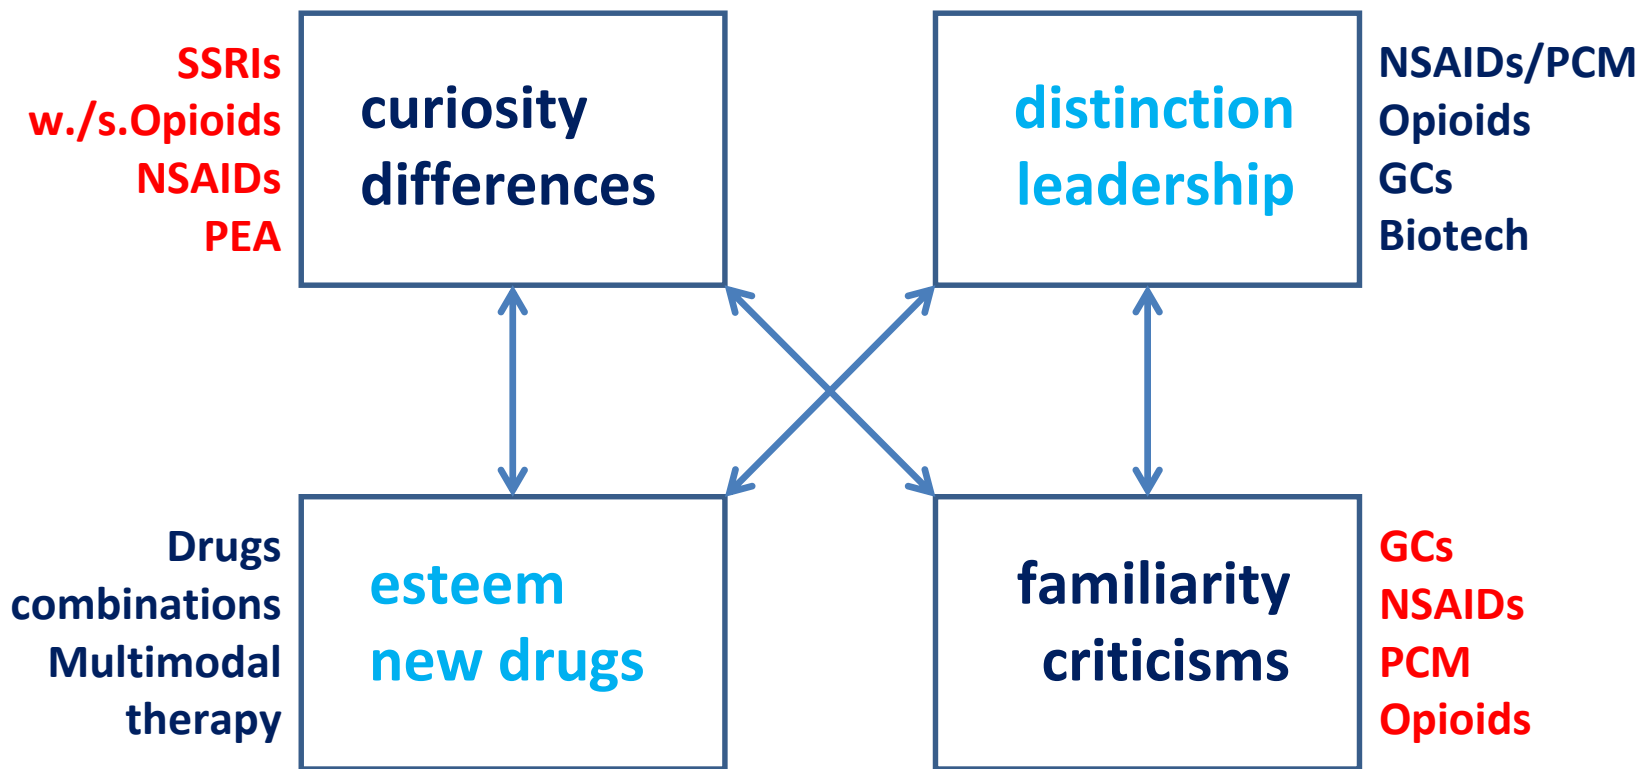 SSRIs
w./s.Opioids
NSAIDs
PEA
curiosity
differences
distinction
leadership
NSAIDs/PCM
Opioids
GCs
Biotech
Drugs
combinations
Multimodal
therapy
esteem
new drugs
familiarity
criticisms
GCs
NSAIDs
PCM
Opioids